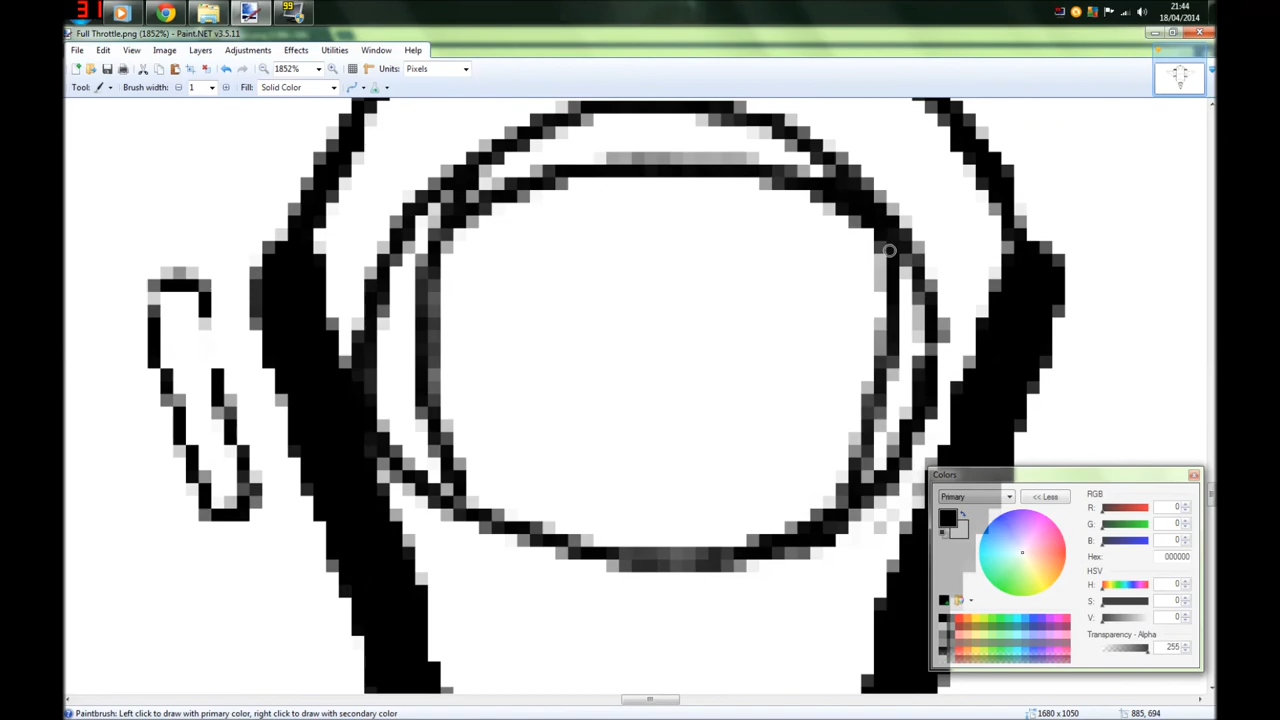 31
99
21:44
18/04/2014
Full Throttle.png (1852%) - Paint.NET v3.5.11
File Edit View Image Layers Adjustments Effects Utilities Window Help
1852% Units: Pixels
Tool: Brush width: 1 Fill: Solid Color
Colors
Primary << Less RGB
R: 0
G: 0
B: 0
Hex: 000000
HSV
H: 0
S: 0
V: 0
Transparency - Alpha
255
Paintbrush: Left click to draw with primary color, right click to draw with secondary color 1680 x 1050 885, 694